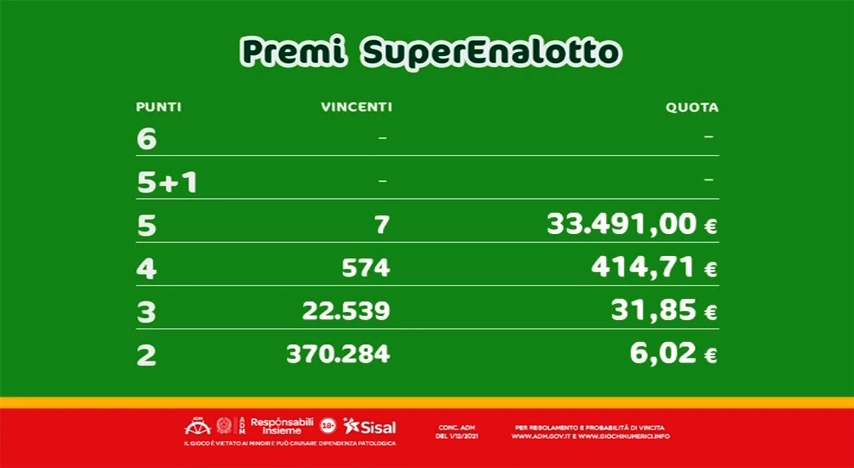 Premi SuperEnalotto
PUNTI VINCENTI QUOTA
6 – –
5+1 – –
5 7 33.491,00 €
4 574 414,71 €
3 22.539 31,85 €
2 370.284 6,02 €
ADM ADM Responsabili Insieme 18+ Sisal
IL GIOCO È VIETATO AI MINORI E PUÒ CAUSARE DIPENDENZA PATOLOGICA
CONC. ADM
DEL 1/12/2021
PER REGOLAMENTO E PROBABILITÀ DI VINCITA
WWW.ADM.GOV.IT E WWW.GIOCHINUMERICI.INFO